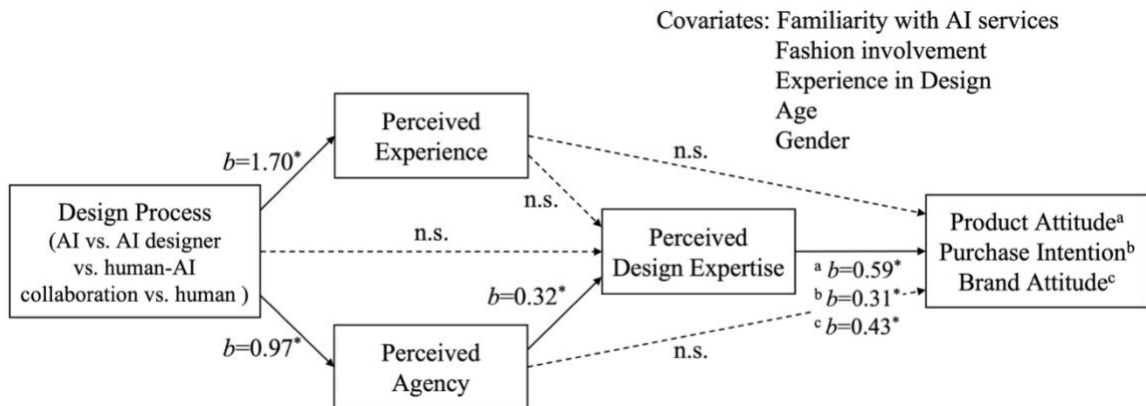 Covariates: Familiarity with AI services
Fashion involvement
Experience in Design
Age
Gender
Perceived
Experience
b=1.70*
n.s.
n.s.
Design Process
(AI vs. AI designer
vs. human-AI
collaboration vs. human )
n.s.
Perceived
Design Expertise
Product Attitudeᵃ
Purchase Intentionᵇ
Brand Attitudeᶜ
ᵃ b=0.59*
ᵇ b=0.31*
ᶜ b=0.43*
b=0.32*
b=0.97*
n.s.
Perceived
Agency